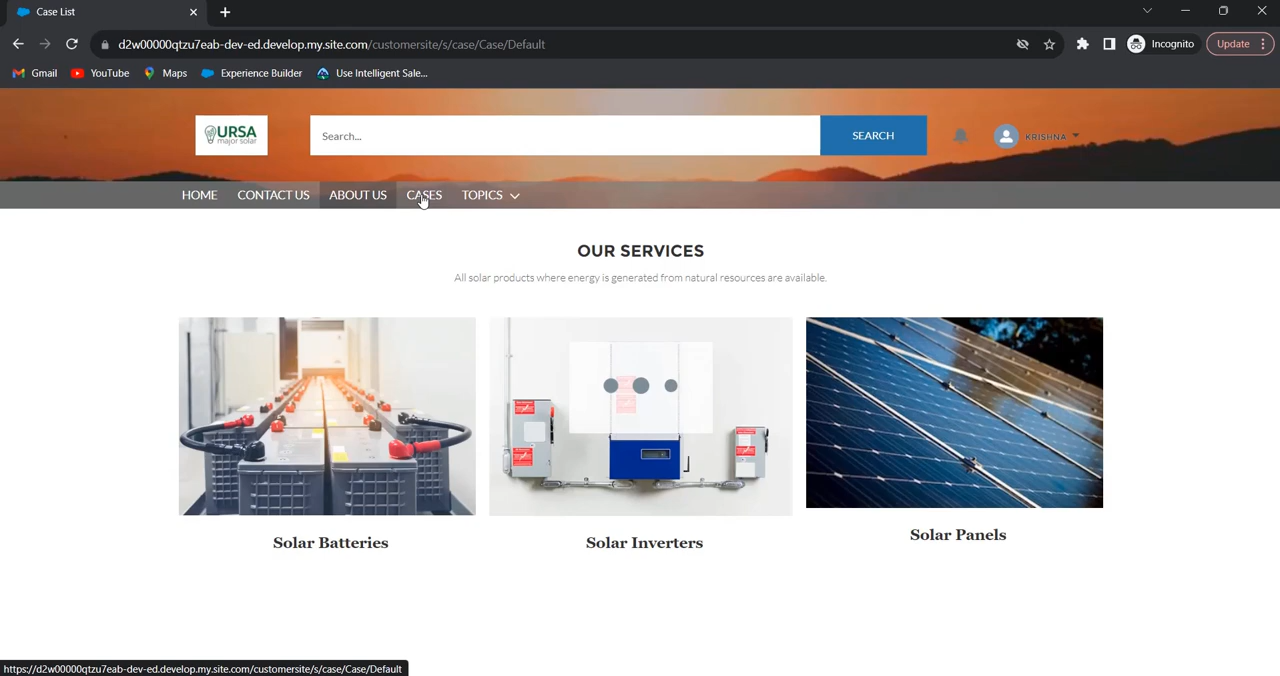 Case List
d2w00000qtzu7eab-dev-ed.develop.my.site.com/customersite/s/case/Case/Default
Incognito
Update
Gmail
YouTube
Maps
Experience Builder
Use Intelligent Sale...
URSA
major solar
Search...
SEARCH
KRISHNA
HOME
CONTACT US
ABOUT US
CASES
TOPICS
OUR SERVICES
All solar products where energy is generated from natural resources are available.
Solar Batteries
Solar Inverters
Solar Panels
https://d2w00000qtzu7eab-dev-ed.develop.my.site.com/customersite/s/case/Case/Default